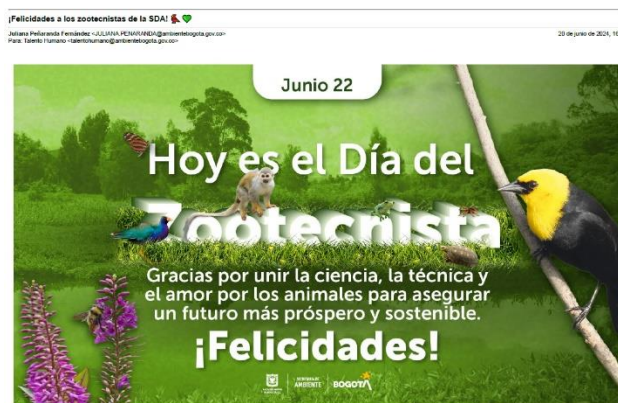 ¡Felicidades a los zootecnistas de la SDA!
Juliana Peñaranda Fernández <JULIANA.PENARANDA@ambientebogota.gov.co>
20 de junio de 2024, 16
Para: Talento Humano <talentohumano@ambientebogota.gov.co>
Junio 22
Hoy es el Día del
Zootecnista
Gracias por unir la ciencia, la técnica y
el amor por los animales para asegurar
un futuro más próspero y sostenible.
¡Felicidades!
AMBIENTE
BOGOTÁ